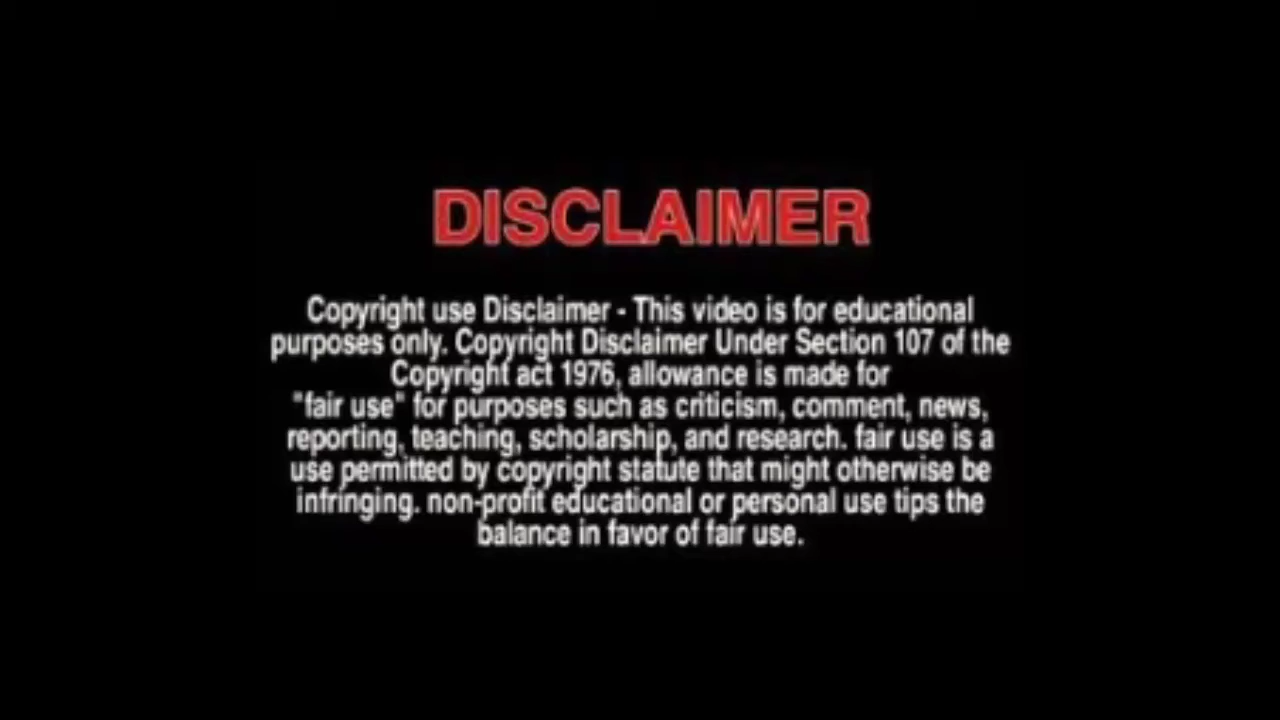 DISCLAIMER
Copyright use Disclaimer - This video is for educational
purposes only. Copyright Disclaimer Under Section 107 of the
Copyright act 1976, allowance is made for
"fair use" for purposes such as criticism, comment, news,
reporting, teaching, scholarship, and research. fair use is a
use permitted by copyright statute that might otherwise be
infringing. non-profit educational or personal use tips the
balance in favor of fair use.